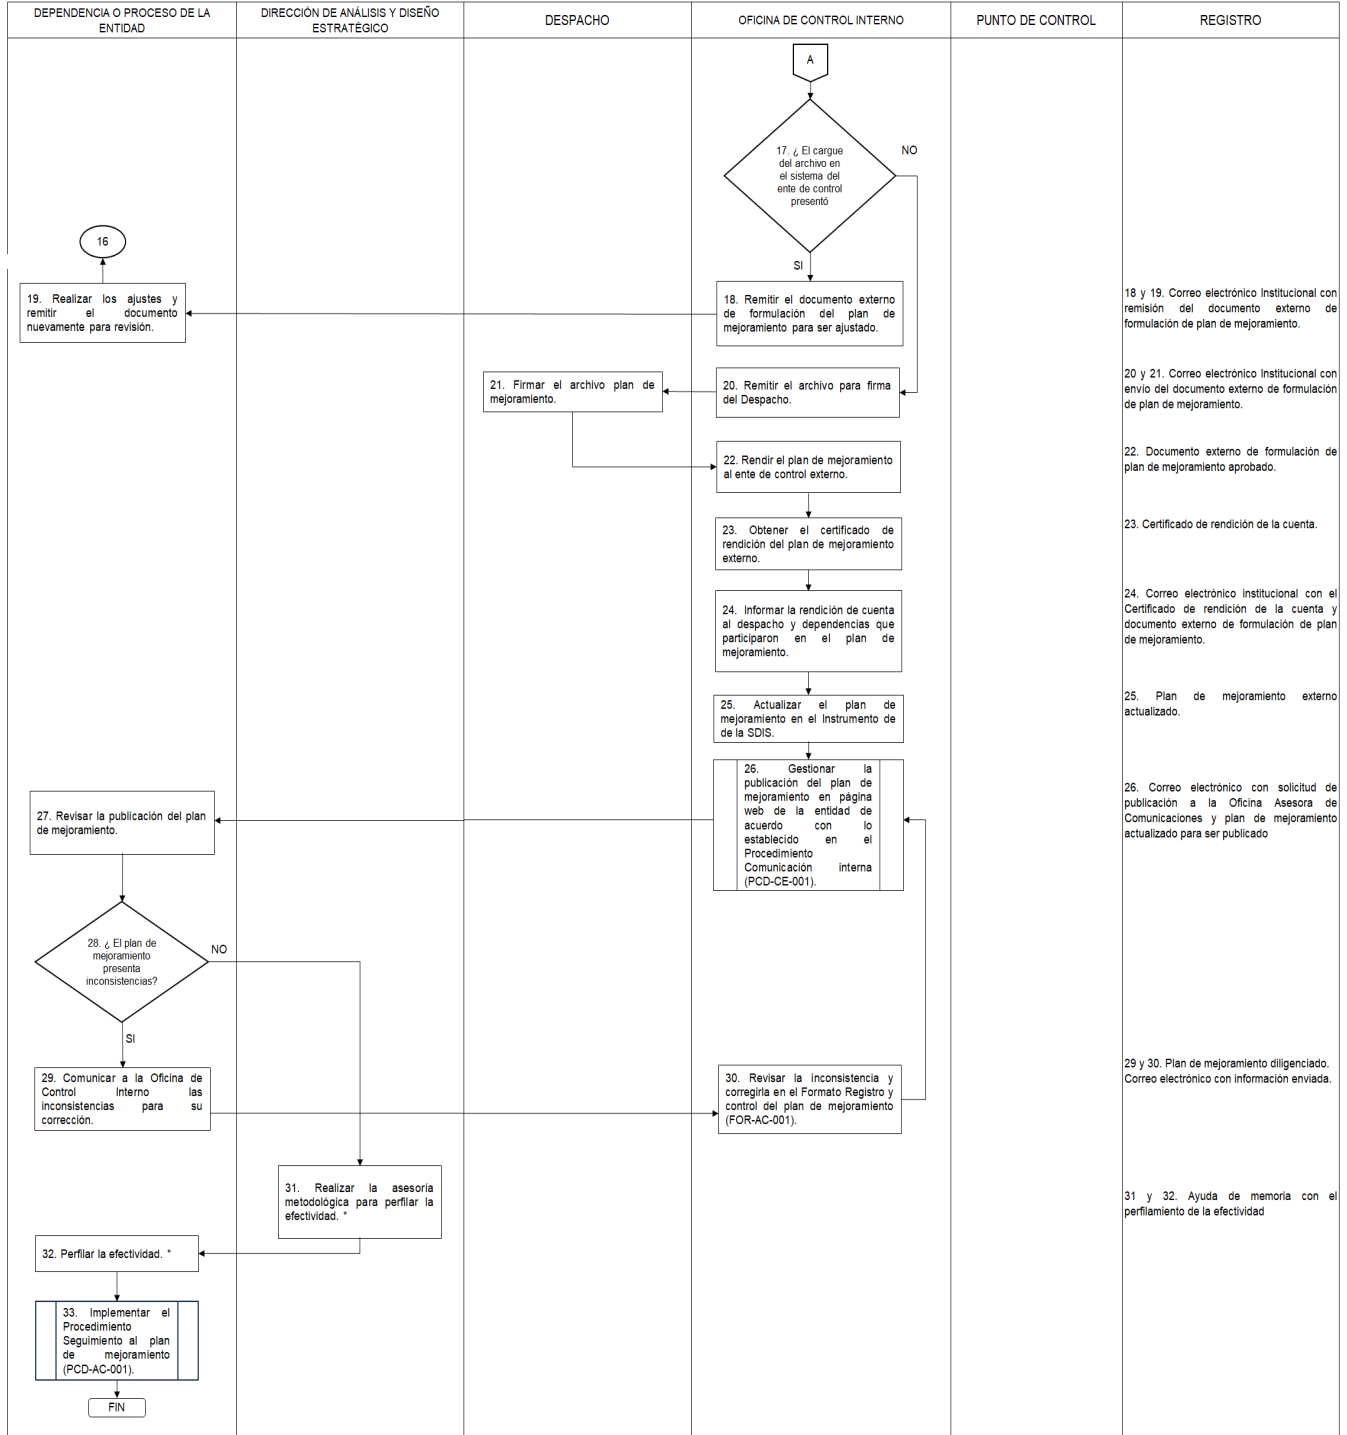 DEPENDENCIA O PROCESO DE LA
ENTIDAD
DIRECCIÓN DE ANÁLISIS Y DISEÑO
ESTRATÉGICO
DESPACHO
OFICINA DE CONTROL INTERNO
PUNTO DE CONTROL
REGISTRO
A
17. ¿ El cargue
del archivo en
el sistema del
ente de control
presentó
NO
SI
16
19. Realizar los ajustes y
remitir el documento
nuevamente para revisión.
18. Remitir el documento externo
de formulación del plan de
mejoramiento para ser ajustado.
18 y 19. Correo electrónico Institucional con
remisión del documento externo de
formulación de plan de mejoramiento.
21. Firmar el archivo plan de
mejoramiento.
20. Remitir el archivo para firma
del Despacho.
20 y 21. Correo electrónico Institucional con
envío del documento externo de formulación
de plan de mejoramiento.
22. Rendir el plan de mejoramiento
al ente de control externo.
22. Documento externo de formulación de
plan de mejoramiento aprobado.
23. Obtener el certificado de
rendición del plan de mejoramiento
externo.
23. Certificado de rendición de la cuenta.
24. Informar la rendición de cuenta
al despacho y dependencias que
participaron en el plan de
mejoramiento.
24. Correo electrónico institucional con el
Certificado de rendición de la cuenta y
documento externo de formulación de plan
de mejoramiento.
25. Actualizar el plan de
mejoramiento en el Instrumento de
de la SDIS.
25. Plan de mejoramiento externo
actualizado.
26. Gestionar la
publicación del plan de
mejoramiento en página
web de la entidad de
acuerdo con lo
establecido en el
Procedimiento
Comunicación interna
(PCD-CE-001).
26. Correo electrónico con solicitud de
publicación a la Oficina Asesora de
Comunicaciones y plan de mejoramiento
actualizado para ser publicado
27. Revisar la publicación del plan
de mejoramiento.
28. ¿ El plan de
mejoramiento
presenta
inconsistencias?
NO
SI
29. Comunicar a la Oficina de
Control Interno las
inconsistencias para su
corrección.
30. Revisar la inconsistencia y
corregirla en el Formato Registro y
control del plan de mejoramiento
(FOR-AC-001).
29 y 30. Plan de mejoramiento diligenciado.
Correo electrónico con información enviada.
31. Realizar la asesoría
metodológica para perfilar la
efectividad. *
31 y 32. Ayuda de memoria con el
perfilamiento de la efectividad
32. Perfilar la efectividad. *
33. Implementar el
Procedimiento
Seguimiento al plan
de mejoramiento
(PCD-AC-001).
FIN